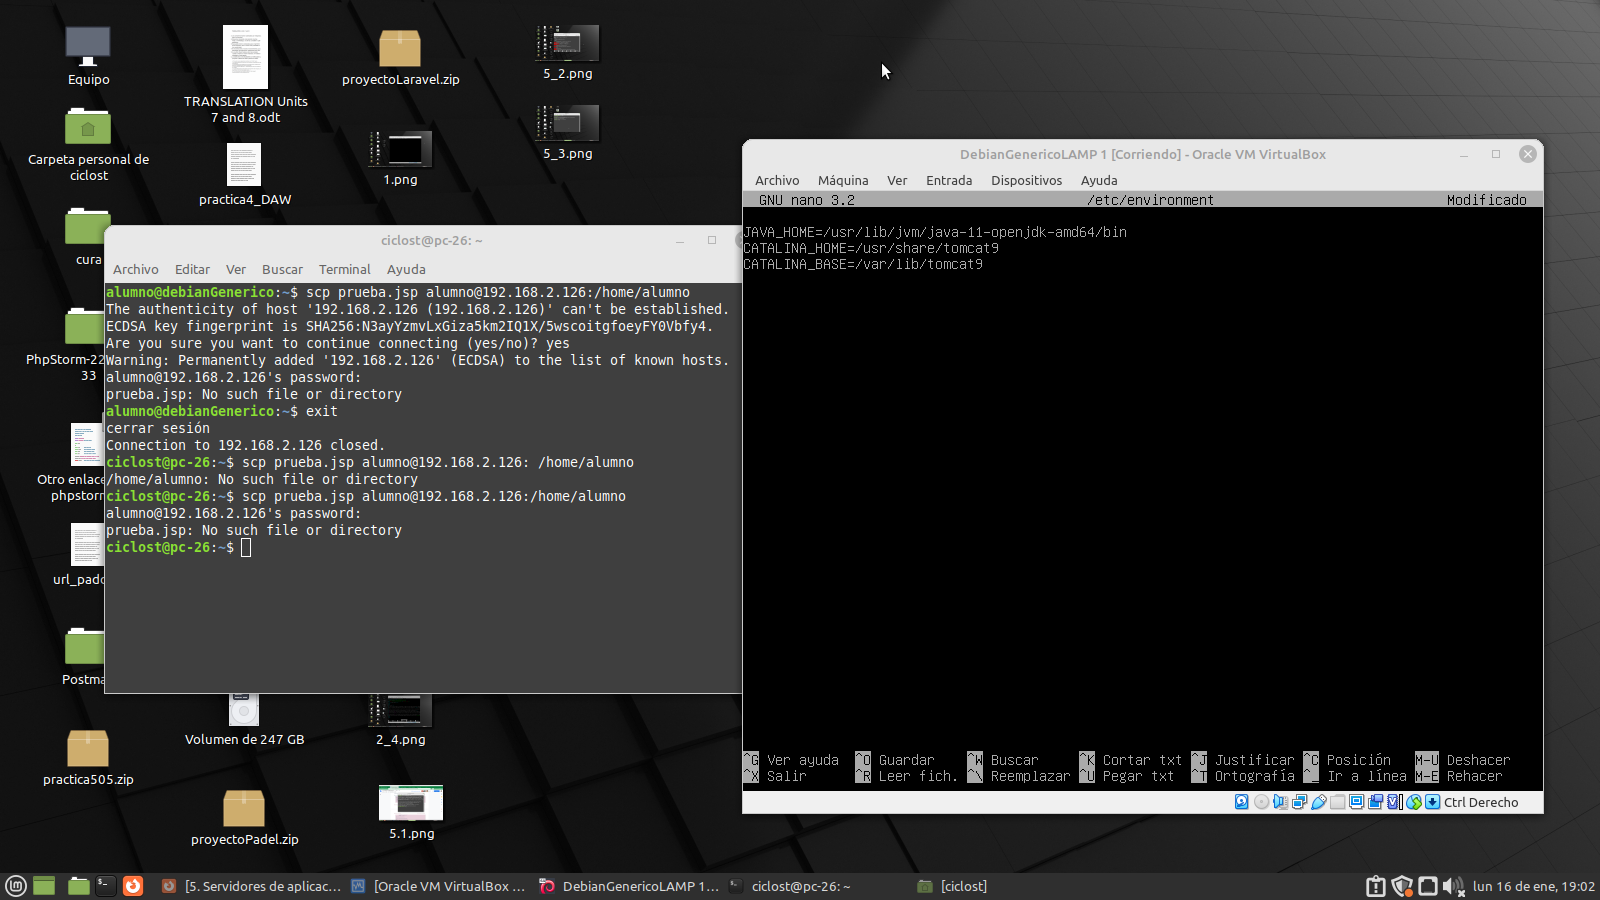 Equipo
Carpeta personal de
ciclost
cura
PhpStorm-22
33
Otro enlace
phpstorm
url_pado
Postma
practica505.zip
TRANSLATION Units
7 and 8.odt
practica4_DAW
Volumen de 247 GB
proyectoPadel.zip
proyectoLaravel.zip
1.png
2_4.png
5.1.png
5_2.png
5_3.png
ciclost@pc-26: ~
Archivo Editar Ver Buscar Terminal Ayuda
alumno@debianGenerico:~$ scp prueba.jsp alumno@192.168.2.126:/home/alumno
The authenticity of host '192.168.2.126 (192.168.2.126)' can't be established.
ECDSA key fingerprint is SHA256:N3ayYzmvLxGiza5km2IQ1X/5wscoitgfoeyFY0Vbfy4.
Are you sure you want to continue connecting (yes/no)? yes
Warning: Permanently added '192.168.2.126' (ECDSA) to the list of known hosts.
alumno@192.168.2.126's password:
prueba.jsp: No such file or directory
alumno@debianGenerico:~$ exit
cerrar sesión
Connection to 192.168.2.126 closed.
ciclost@pc-26:~$ scp prueba.jsp alumno@192.168.2.126: /home/alumno
/home/alumno: No such file or directory
ciclost@pc-26:~$ scp prueba.jsp alumno@192.168.2.126:/home/alumno
alumno@192.168.2.126's password:
prueba.jsp: No such file or directory
ciclost@pc-26:~$
DebianGenericoLAMP 1 [Corriendo] - Oracle VM VirtualBox
Archivo Máquina Ver Entrada Dispositivos Ayuda
GNU nano 3.2 /etc/environment Modificado
JAVA_HOME=/usr/lib/jvm/java-11-openjdk-amd64/bin
CATALINA_HOME=/usr/share/tomcat9
CATALINA_BASE=/var/lib/tomcat9
^G Ver ayuda ^O Guardar ^W Buscar ^K Cortar txt ^J Justificar ^C Posición M-U Deshacer
^X Salir ^R Leer fich. ^\ Reemplazar ^U Pegar txt ^T Ortografía ^_ Ir a línea M-E Rehacer
Ctrl Derecho
[5. Servidores de aplicac... [Oracle VM VirtualBox ... DebianGenericoLAMP 1... ciclost@pc-26: ~ [ciclost] lun 16 de ene, 19:02